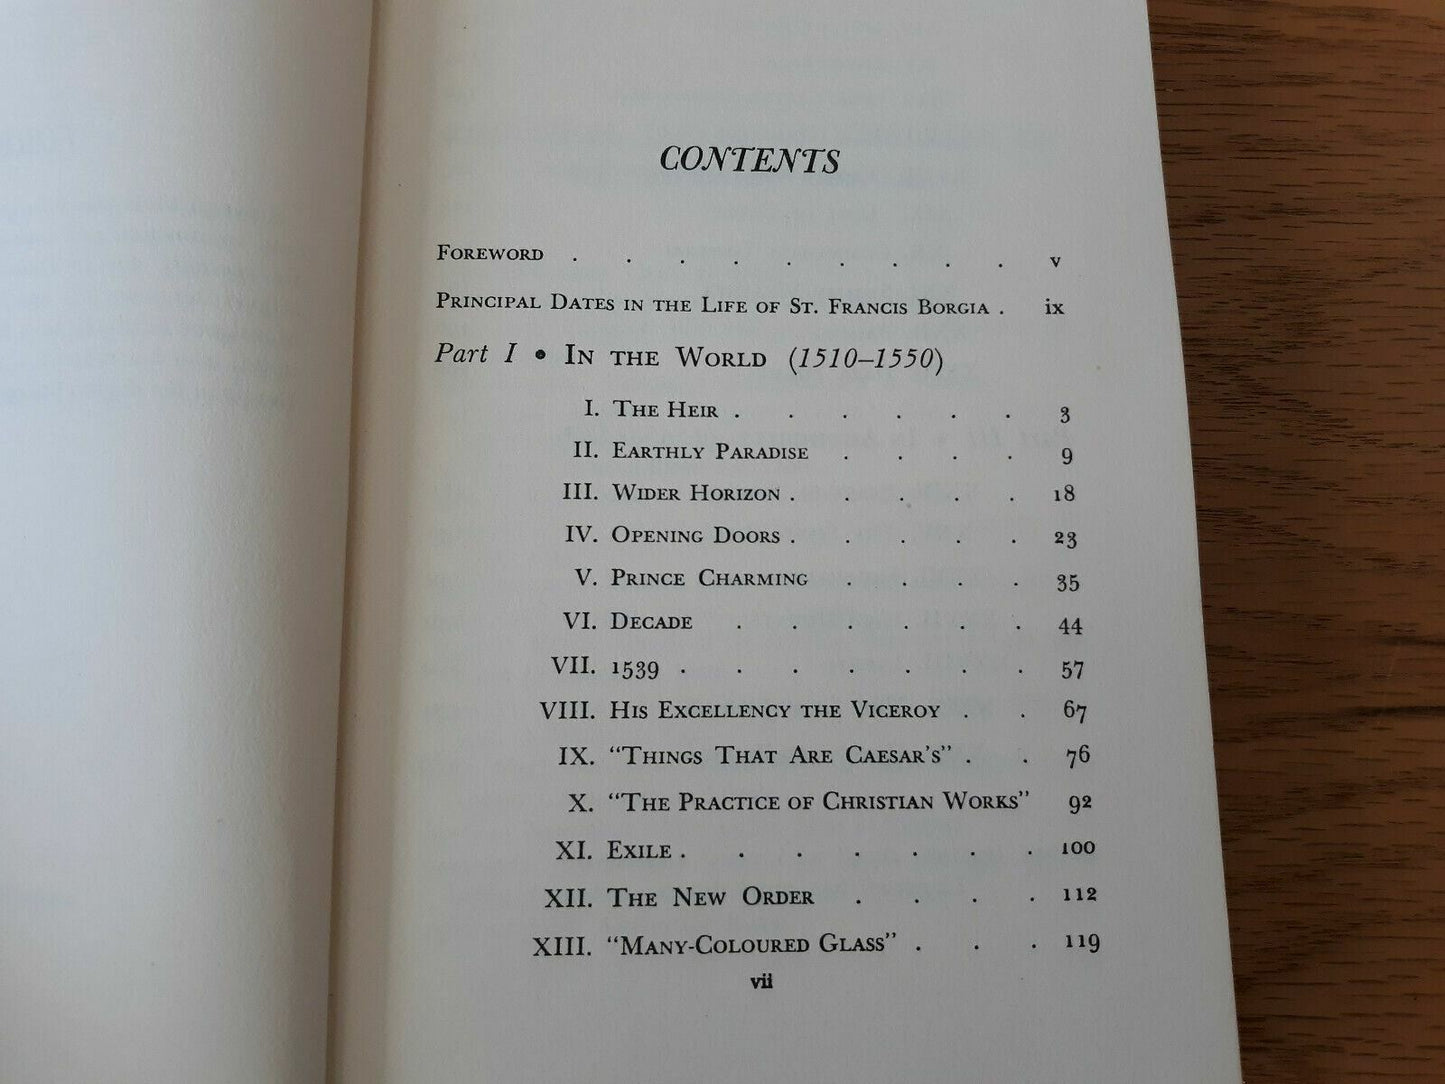 CONTENTS
FOREWORD . . . . . . . . . v
PRINCIPAL DATES IN THE LIFE OF ST. FRANCIS BORGIA . ix
Part I • IN THE WORLD (1510–1550)
I. THE HEIR . . . . . . 3
II. EARTHLY PARADISE . . . . 9
III. WIDER HORIZON . . . . . 18
IV. OPENING DOORS . . . . . 23
V. PRINCE CHARMING . . . . 35
VI. DECADE . . . . . . 44
VII. 1539 . . . . . . . 57
VIII. HIS EXCELLENCY THE VICEROY . . 67
IX. "THINGS THAT ARE CAESAR'S" . . 76
X. "THE PRACTICE OF CHRISTIAN WORKS" 92
XI. EXILE . . . . . . . 100
XII. THE NEW ORDER . . . . 112
XIII. "MANY-COLOURED GLASS" . . . 119
vii